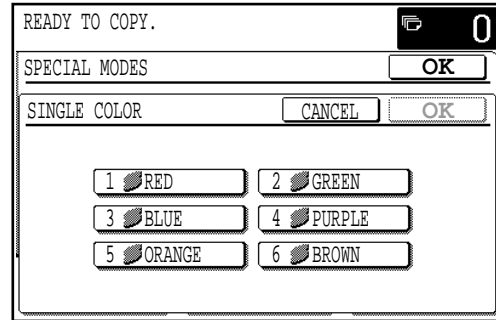 READY TO COPY. 0
SPECIAL MODES OK
SINGLE COLOR CANCEL OK
1 RED 2 GREEN
3 BLUE 4 PURPLE
5 ORANGE 6 BROWN